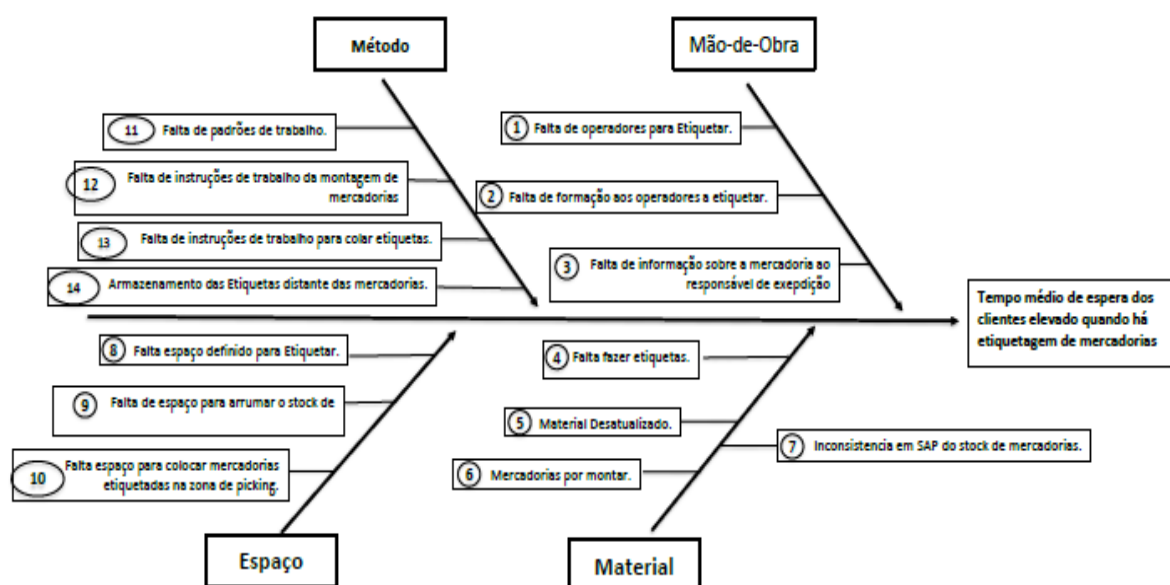 Método
Mão-de-Obra
11 Falta de padrões de trabalho.
12 Falta de instruções de trabalho da montagem de
mercadorias
13 Falta de instruções de trabalho para colar etiquetas.
14 Armazenamento das Etiquetas distante das mercadorias.
1 Falta de operadores para Etiquetar.
2 Falta de formação aos operadores a etiquetar.
3 Falta de informação sobre a mercadoria ao
responsável de exepdição
Tempo médio de espera dos
clientes elevado quando há
etiquetagem de mercadorias
8 Falta espaço definido para Etiquetar.
9 Falta de espaço para arrumar o stock de
10 Falta espaço para colocar mercadorias
etiquetadas na zona de picking.
4 Falta fazer etiquetas.
5 Material Desatualizado.
6 Mercadorias por montar.
7 Inconsistencia em SAP do stock de mercadorias.
Espaço
Material